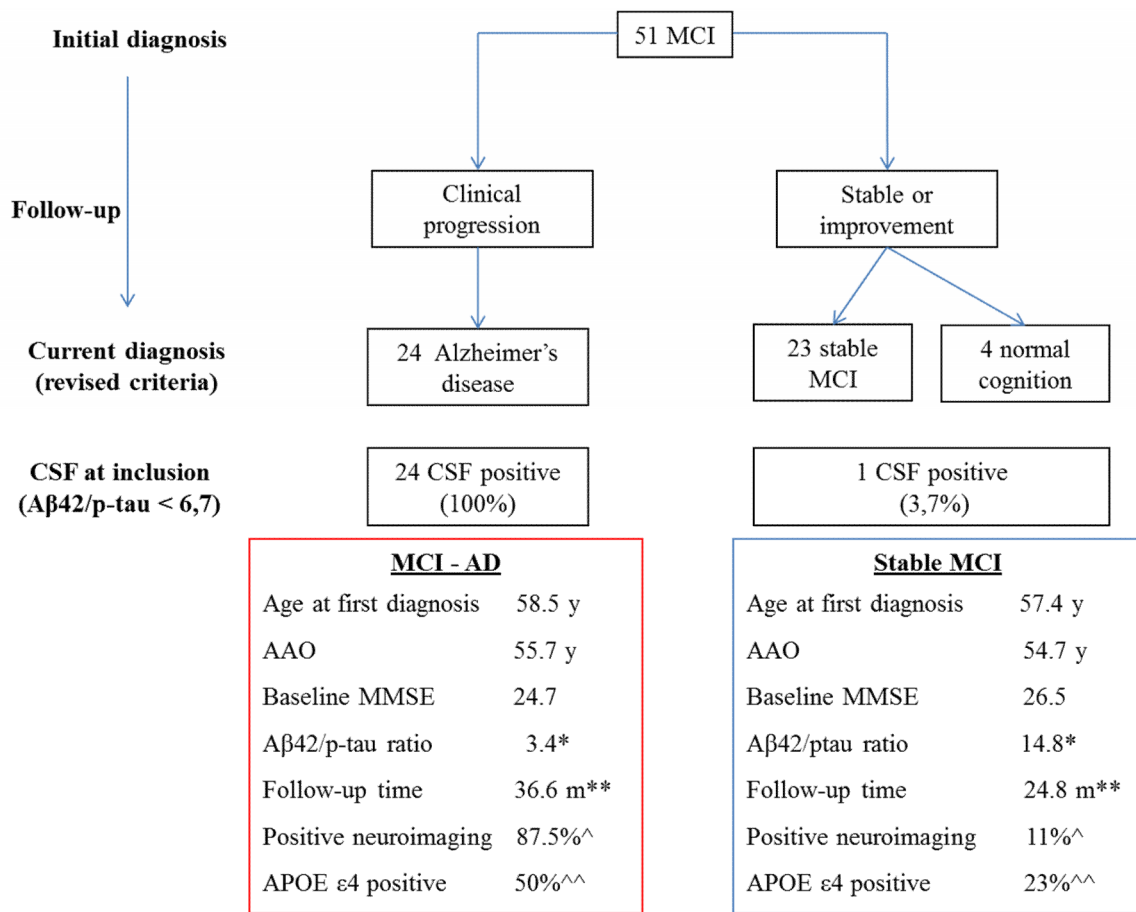 Initial diagnosis
51 MCI
Follow-up
Clinical
progression
Stable or
improvement
Current diagnosis
(revised criteria)
24 Alzheimer's
disease
23 stable
MCI
4 normal
cognition
CSF at inclusion
(Aβ42/p-tau < 6,7)
24 CSF positive
(100%)
1 CSF positive
(3,7%)
MCI - AD
Age at first diagnosis 58.5 y
AAO 55.7 y
Baseline MMSE 24.7
Aβ42/p-tau ratio 3.4*
Follow-up time 36.6 m**
Positive neuroimaging 87.5%^
APOE ε4 positive 50%^^
Stable MCI
Age at first diagnosis 57.4 y
AAO 54.7 y
Baseline MMSE 26.5
Aβ42/ptau ratio 14.8*
Follow-up time 24.8 m**
Positive neuroimaging 11%^
APOE ε4 positive 23%^^